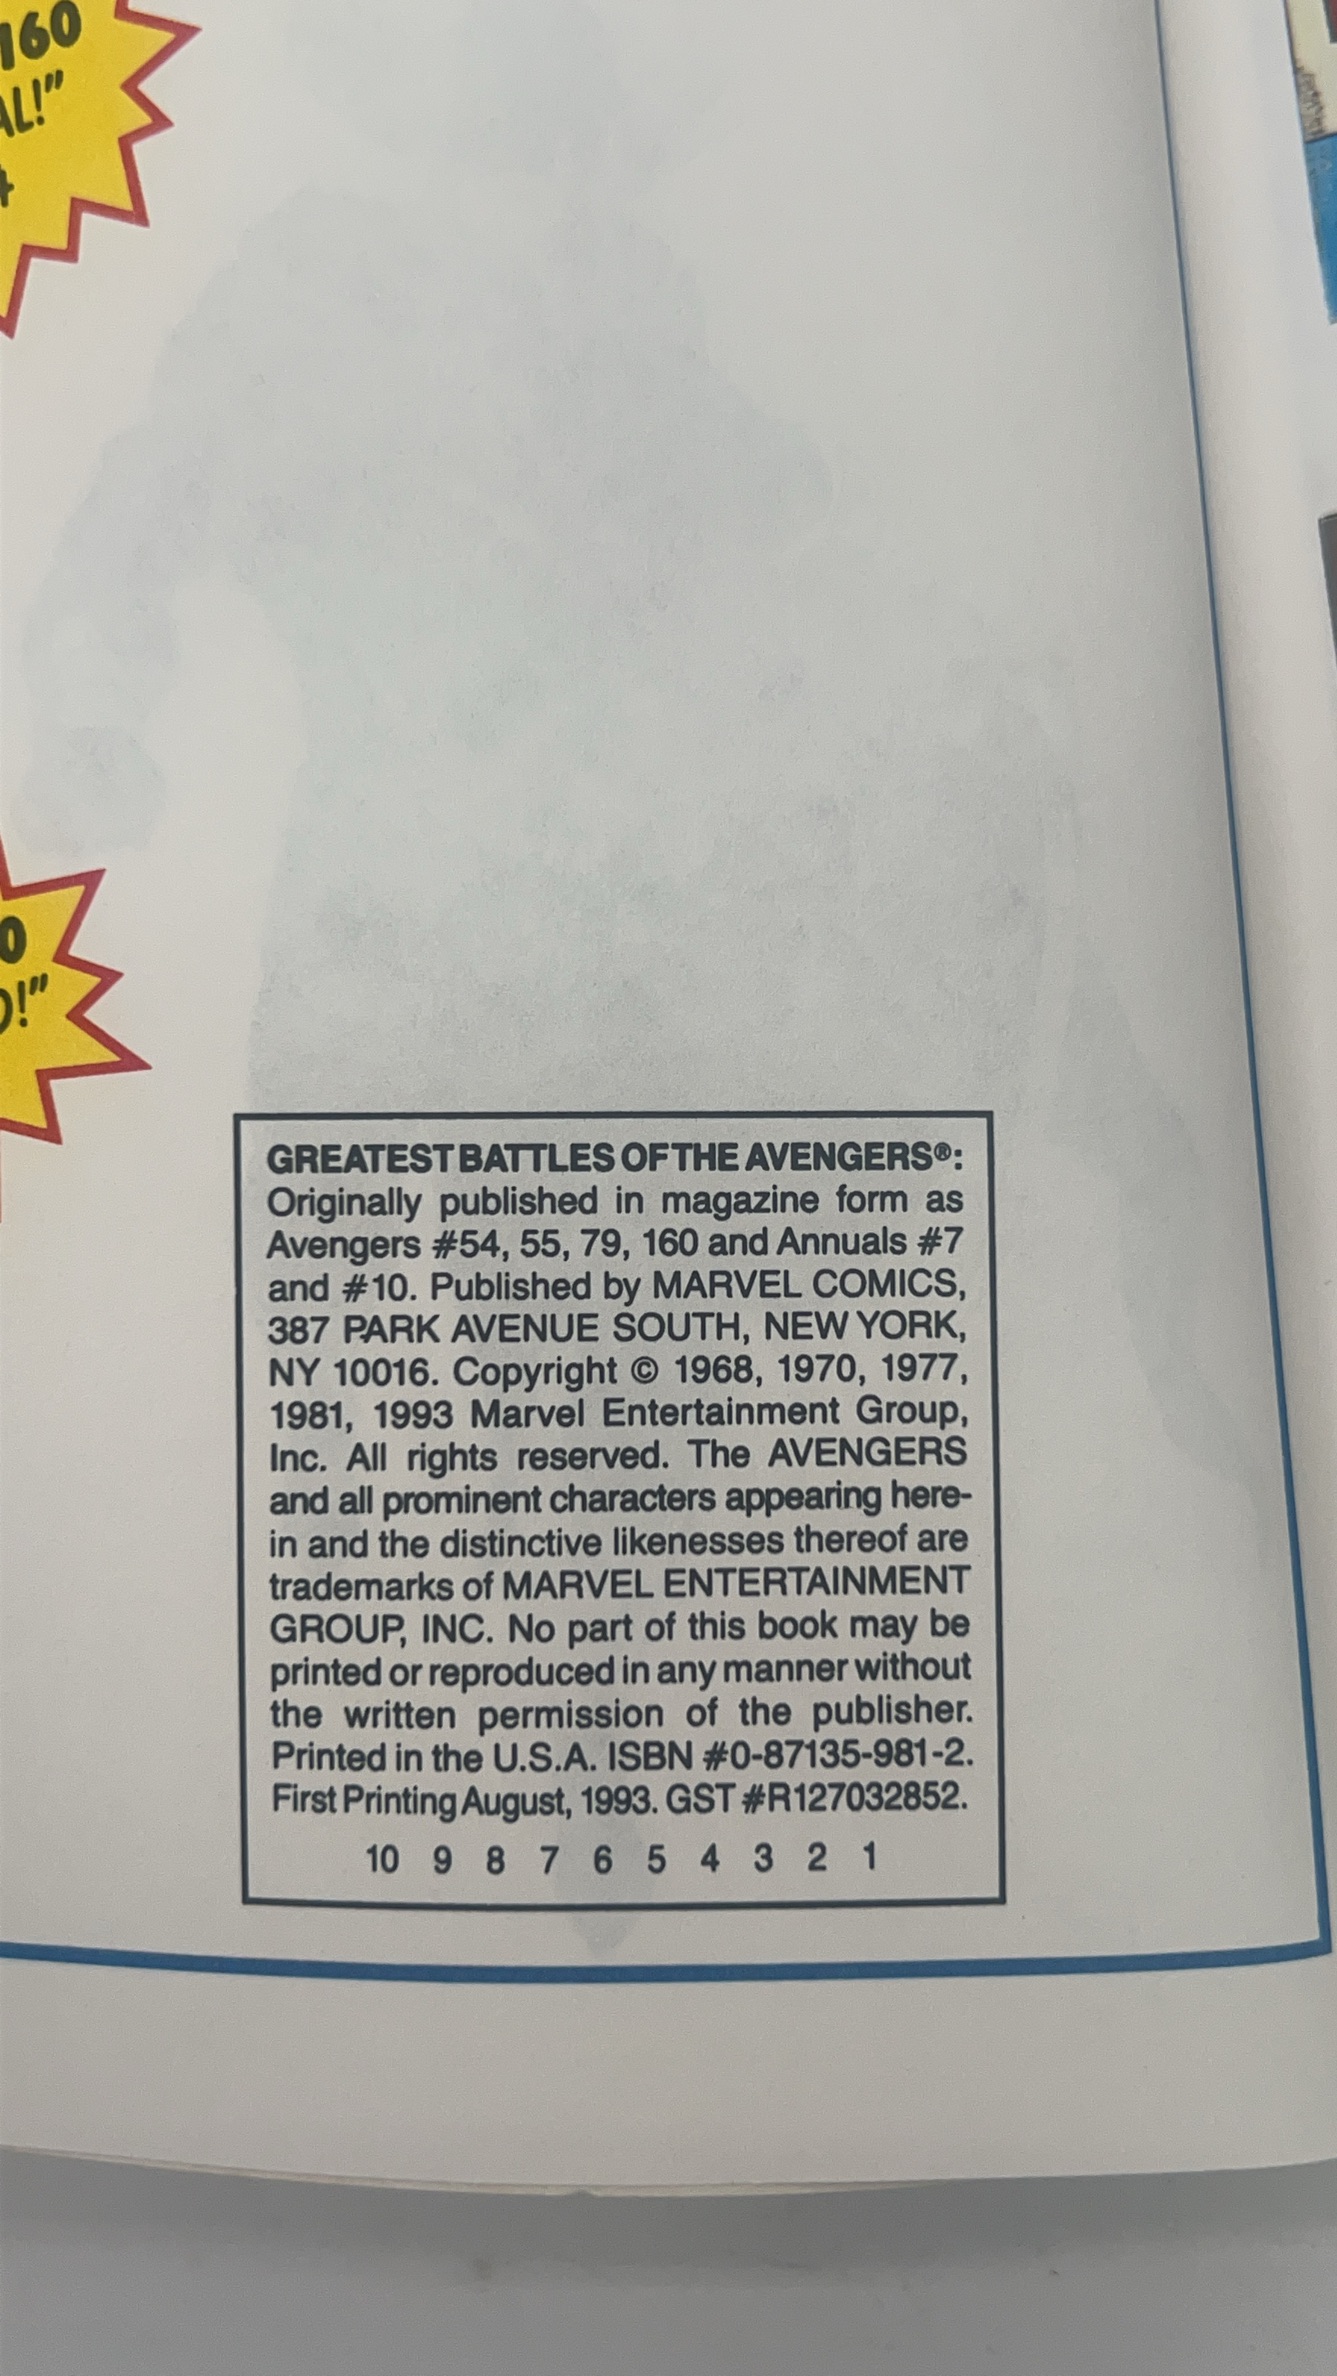 160
AL!"
0
O!"
GREATEST BATTLES OF THE AVENGERS®:
Originally published in magazine form as
Avengers #54, 55, 79, 160 and Annuals #7
and #10. Published by MARVEL COMICS,
387 PARK AVENUE SOUTH, NEW YORK,
NY 10016. Copyright © 1968, 1970, 1977,
1981, 1993 Marvel Entertainment Group,
Inc. All rights reserved. The AVENGERS
and all prominent characters appearing here-
in and the distinctive likenesses thereof are
trademarks of MARVEL ENTERTAINMENT
GROUP, INC. No part of this book may be
printed or reproduced in any manner without
the written permission of the publisher.
Printed in the U.S.A. ISBN #0-87135-981-2.
First Printing August, 1993. GST #R127032852.
10 9 8 7 6 5 4 3 2 1